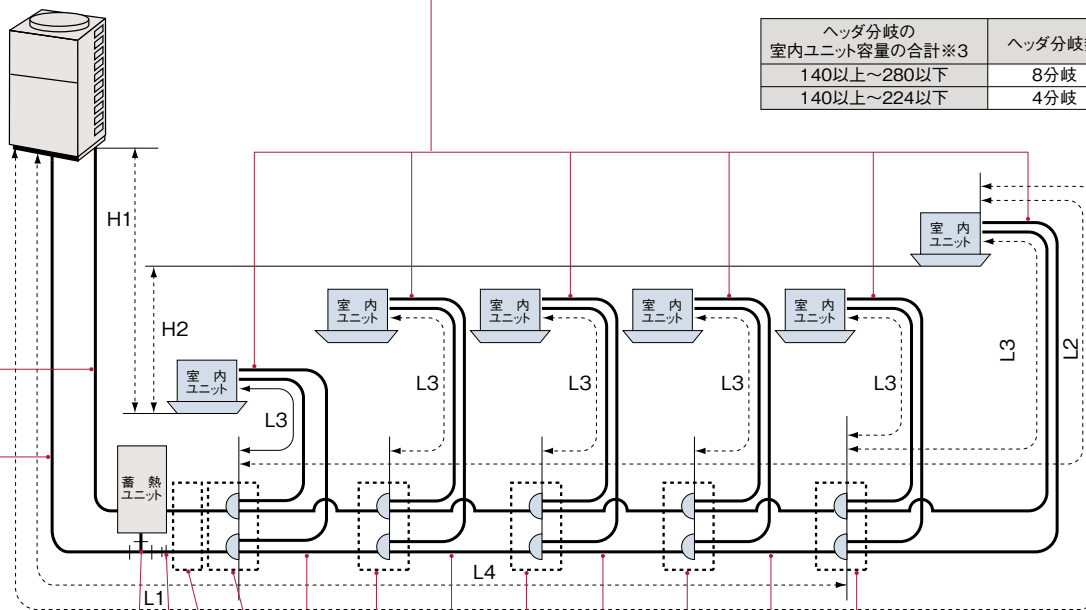 ヘッダ分岐の
室内ユニット容量の合計※3
ヘッダ分岐
140以上～280以下
8分岐
140以上～224以下
4分岐
H1
H2
室 内
ユニット
室 内
ユニット
室 内
ユニット
室 内
ユニット
室 内
ユニット
室 内
ユニット
L3
L3
L3
L3
L3
L3
L2
蓄 熱
ユニット
L4
L1